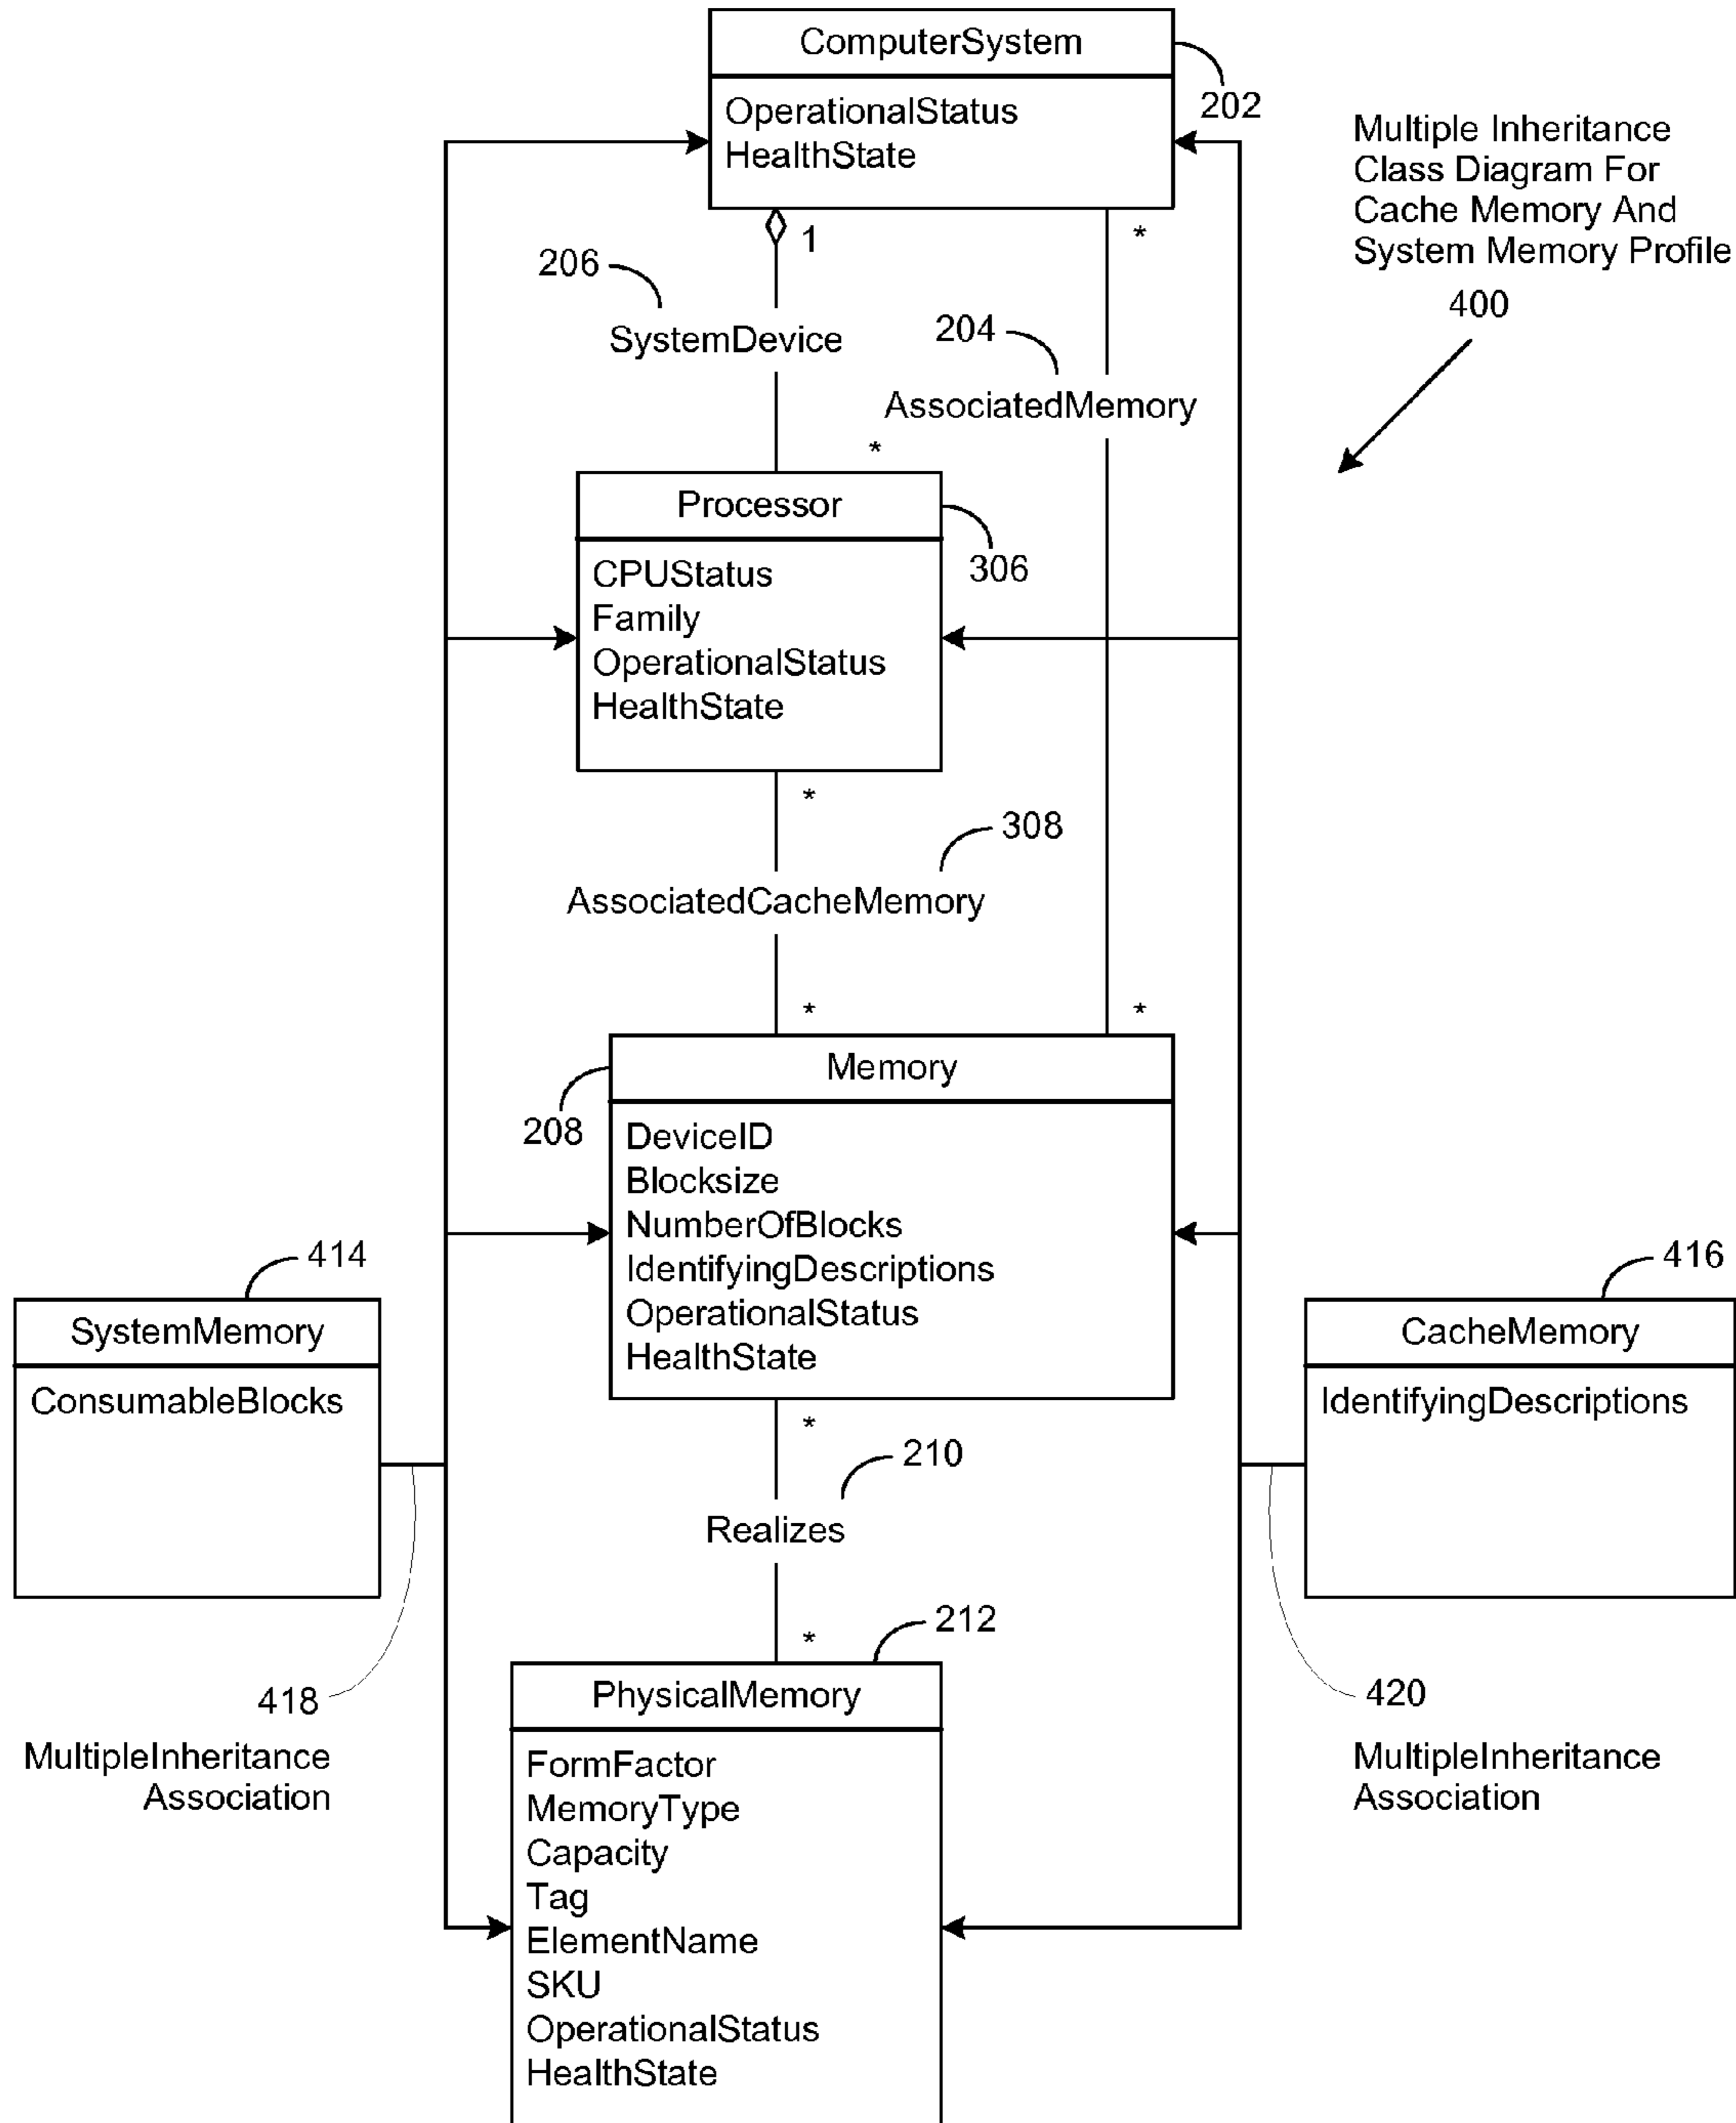 ComputerSystem
OperationalStatus
HealthState
202
Multiple Inheritance
Class Diagram For
Cache Memory And
System Memory Profile
400
1
*
206
SystemDevice
204
AssociatedMemory
*
Processor
306
CPUStatus
Family
OperationalStatus
HealthState
*
308
AssociatedCacheMemory
*
*
Memory
208
DeviceID
Blocksize
NumberOfBlocks
IdentifyingDescriptions
OperationalStatus
HealthState
414
SystemMemory
ConsumableBlocks
416
CacheMemory
IdentifyingDescriptions
*
210
Realizes
*
212
418
MultipleInheritance
Association
420
MultipleInheritance
Association
PhysicalMemory
FormFactor
MemoryType
Capacity
Tag
ElementName
SKU
OperationalStatus
HealthState